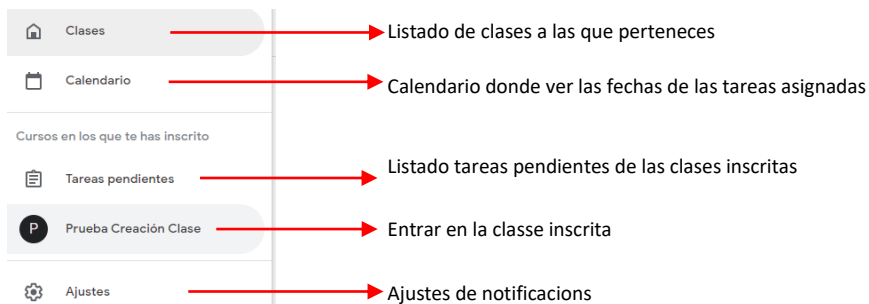 Clases
Listado de clases a las que perteneces
Calendario
Calendario donde ver las fechas de las tareas asignadas
Cursos en los que te has inscrito
Tareas pendientes
Listado tareas pendientes de las clases inscritas
P
Prueba Creación Clase
Entrar en la classe inscrita
Ajustes
Ajustes de notificacions